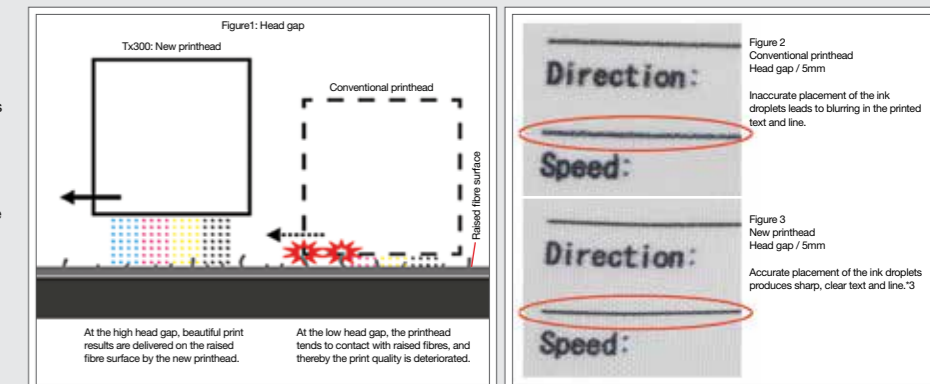 s
e
Figure1: Head gap
Tx300: New printhead
Conventional printhead
Raised fibre surface
At the high head gap, beautiful print
results are delivered on the raised
fibre surface by the new printhead.
At the low head gap, the printhead
tends to contact with raised fibres, and
thereby the print quality is deteriorated.
Direction:
Speed:
Figure 2
Conventional printhead
Head gap / 5mm
Inaccurate placement of the ink
droplets leads to blurring in the printed
text and line.
Direction:
Speed:
Figure 3
New printhead
Head gap / 5mm
Accurate placement of the ink droplets
produces sharp, clear text and line.*3